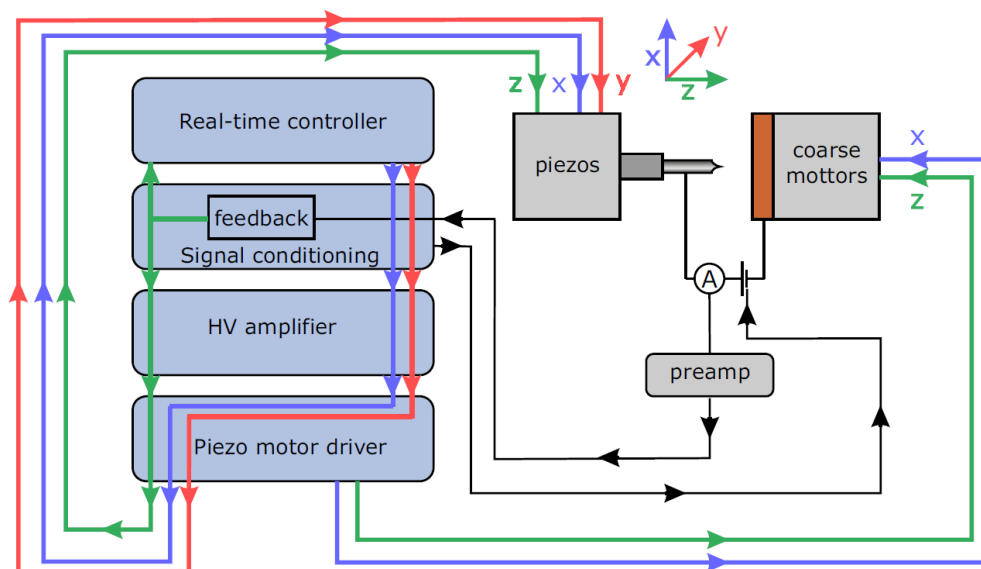 y
x
x
y
z
z
x
y
Real-time controller
piezos
coarse
mottors
x
z
feedback
Signal conditioning
A
HV amplifier
preamp
Piezo motor driver